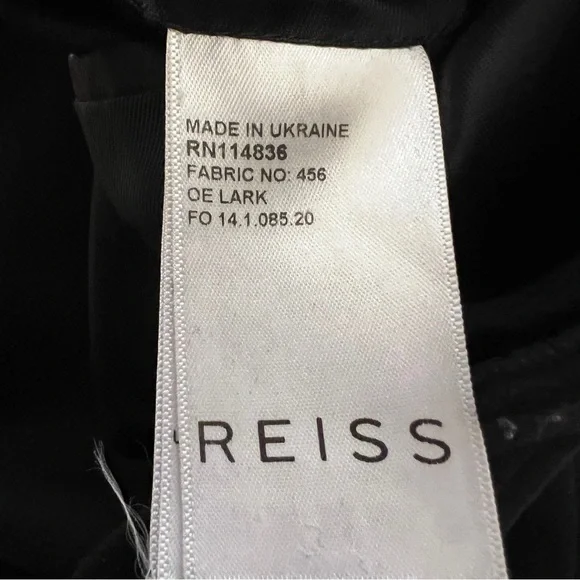 MADE IN UKRAINE
RN114836
FABRIC NO: 456
OE LARK
FO 14.1.085.20
REISS